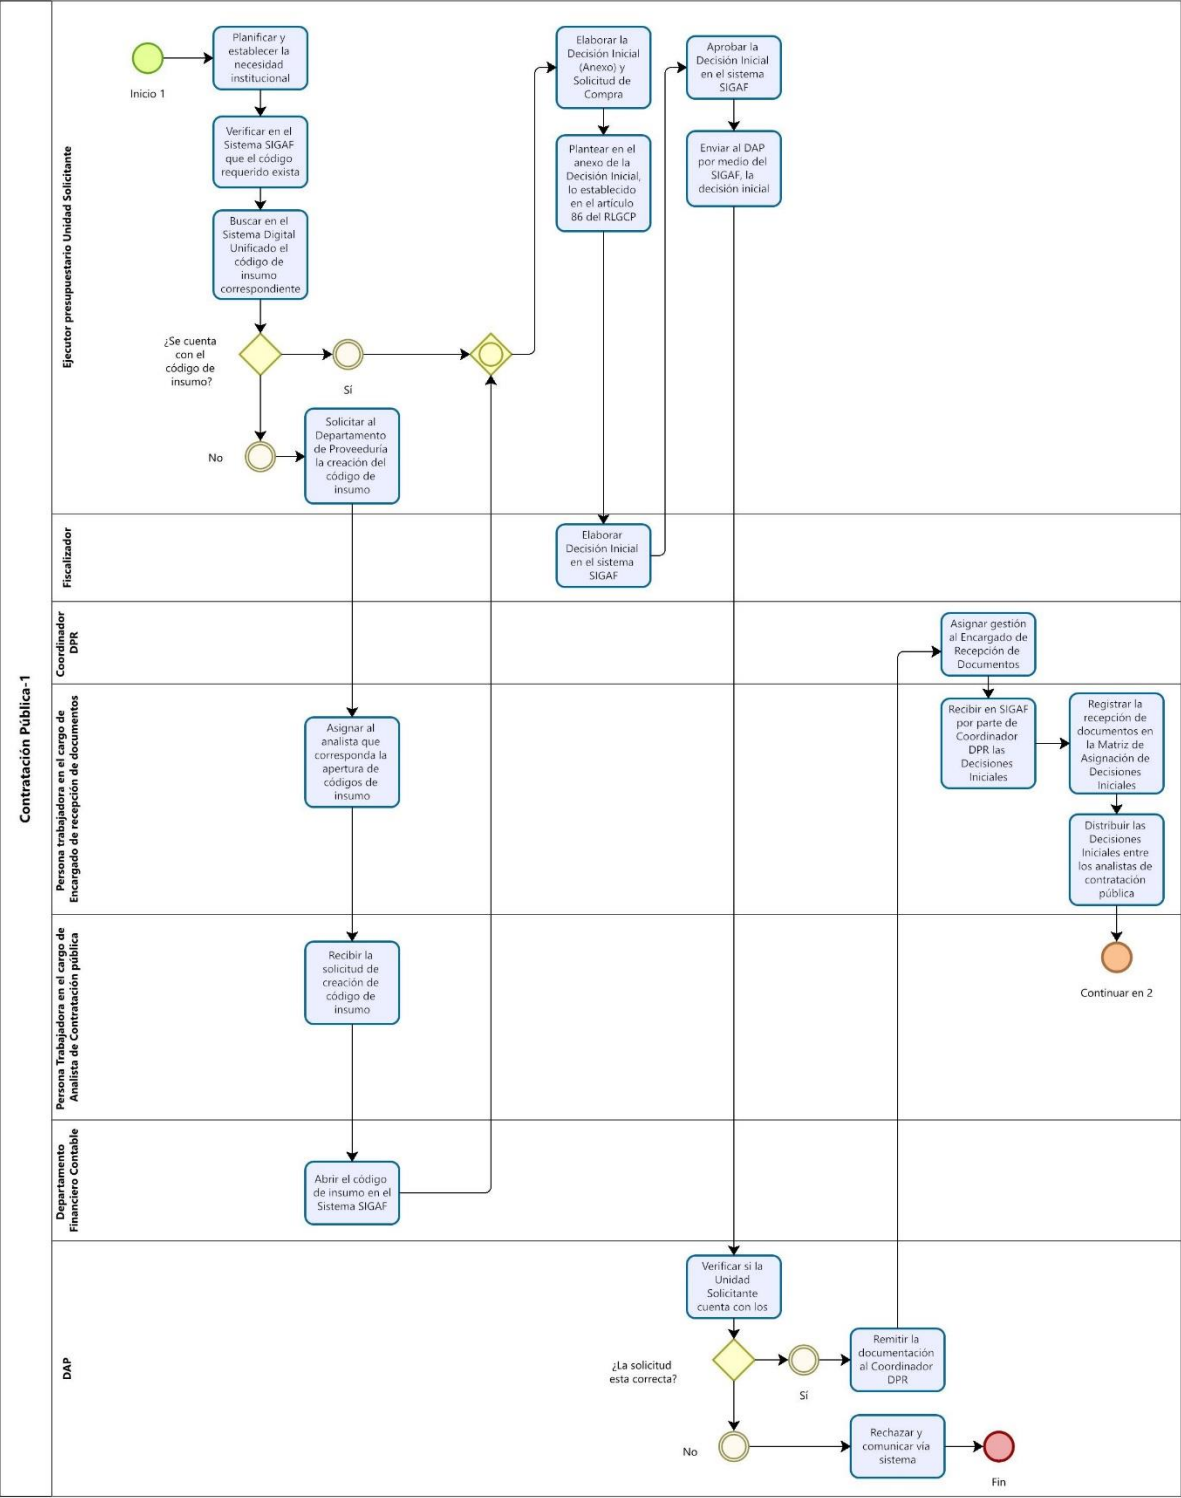 Contratación Pública-1
Ejecutor presupuestario Unidad Solicitante
Inicio 1
Planificar y
establecer la
necesidad
institucional
Verificar en el
Sistema SIGAF
que el código
requerido exista
Buscar en el
Sistema Digital
Unificado el
código de
insumo
correspondiente
¿Se cuenta
con el
código de
insumo?
Sí
No
Solicitar al
Departamento
de Proveeduría
la creación del
código de
insumo
Elaborar la
Decisión Inicial
(Anexo) y
Solicitud de
Compra
Plantear en el
anexo de la
Decisión Inicial,
lo establecido
en el artículo
86 del RLGCP
Aprobar la
Decisión Inicial
en el sistema
SIGAF
Enviar al DAP
por medio del
SIGAF, la
decisión inicial
Fiscalizador
Elaborar
Decisión Inicial
en el sistema
SIGAF
Coordinador
DPR
Asignar gestión
al Encargado de
Recepción de
Documentos
Persona trabajadora en el cargo de
Encargado de recepción de documentos
Asignar al
analista que
corresponda la
apertura de
códigos de
insumo
Recibir en SIGAF
por parte de
Coordinador
DPR las
Decisiones
Iniciales
Registrar la
recepción de
documentos en
la Matriz de
Asignación de
Decisiones
Iniciales
Distribuir las
Decisiones
Iniciales entre
los analistas de
contratación
pública
Persona Trabajadora en el cargo de
Analista de Contratación pública
Recibir la
solicitud de
creación de
código de
insumo
Continuar en 2
Departamento
Financiero Contable
Abrir el código
de insumo en el
Sistema SIGAF
DAP
Verificar si la
Unidad
Solicitante
cuenta con los
¿La solicitud
esta correcta?
Sí
Remitir la
documentación
al Coordinador
DPR
No
Rechazar y
comunicar vía
sistema
Fin